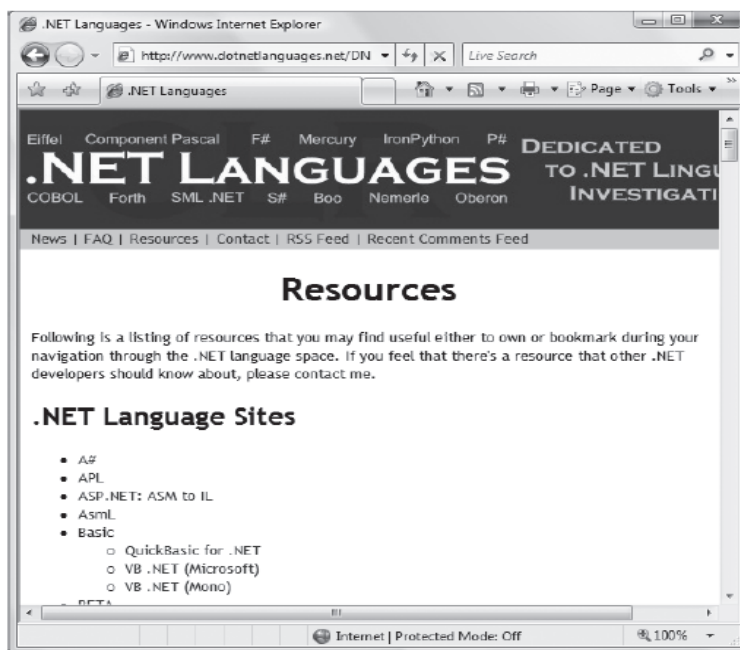 .NET Languages - Windows Internet Explorer
http://www.dotnetlanguages.net/DN
Live Search
.NET Languages
Page
Tools
Eiffel Component Pascal F# Mercury IronPython P#
.NET LANGUAGES
COBOL Forth SML .NET S# Boo Nemerle Oberon
DEDICATED
TO .NET LINGU
INVESTIGATI
News | FAQ | Resources | Contact | RSS Feed | Recent Comments Feed
Resources
Following is a listing of resources that you may find useful either to own or bookmark during your
navigation through the .NET language space. If you feel that there's a resource that other .NET
developers should know about, please contact me.
.NET Language Sites
A#
APL
ASP.NET: ASM to IL
AsmL
Basic
QuickBasic for .NET
VB .NET (Microsoft)
VB .NET (Mono)
BETA
Internet | Protected Mode: Off
100%